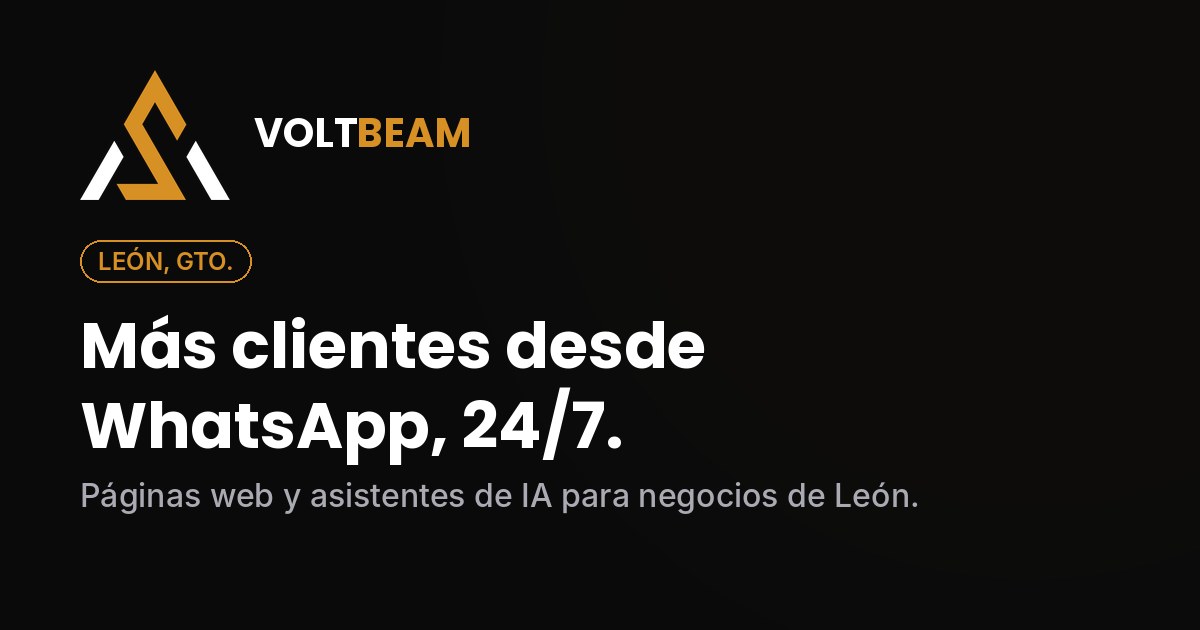 VOLTBEAM
LEÓN, GTO.
Más clientes desde
WhatsApp, 24/7.
Páginas web y asistentes de IA para negocios de León.